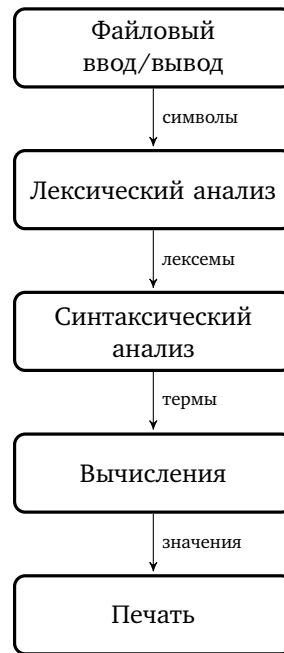 Файловый
ввод/вывод
символы
Лексический анализ
лексемы
Синтаксический
анализ
термы
Вычисления
значения
Печать